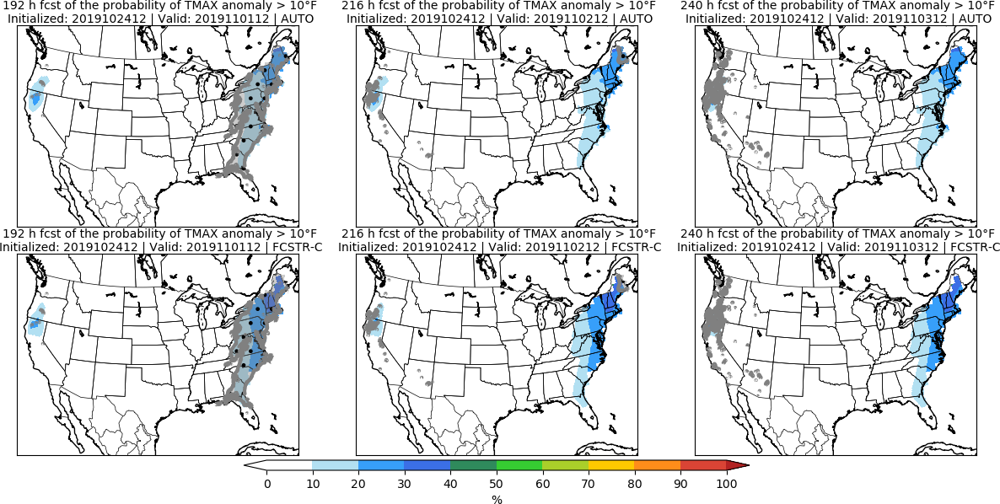 192 h fcst of the probability of TMAX anomaly > 10°F
Initialized: 2019102412 | Valid: 2019110112 | AUTO
216 h fcst of the probability of TMAX anomaly > 10°F
Initialized: 2019102412 | Valid: 2019110212 | AUTO
240 h fcst of the probability of TMAX anomaly > 10°F
Initialized: 2019102412 | Valid: 2019110312 | AUTO
192 h fcst of the probability of TMAX anomaly > 10°F
Initialized: 2019102412 | Valid: 2019110112 | FCSTR-C
216 h fcst of the probability of TMAX anomaly > 10°F
Initialized: 2019102412 | Valid: 2019110212 | FCSTR-C
240 h fcst of the probability of TMAX anomaly > 10°F
Initialized: 2019102412 | Valid: 2019110312 | FCSTR-C
0 10 20 30 40 50 60 70 80 90 100
%